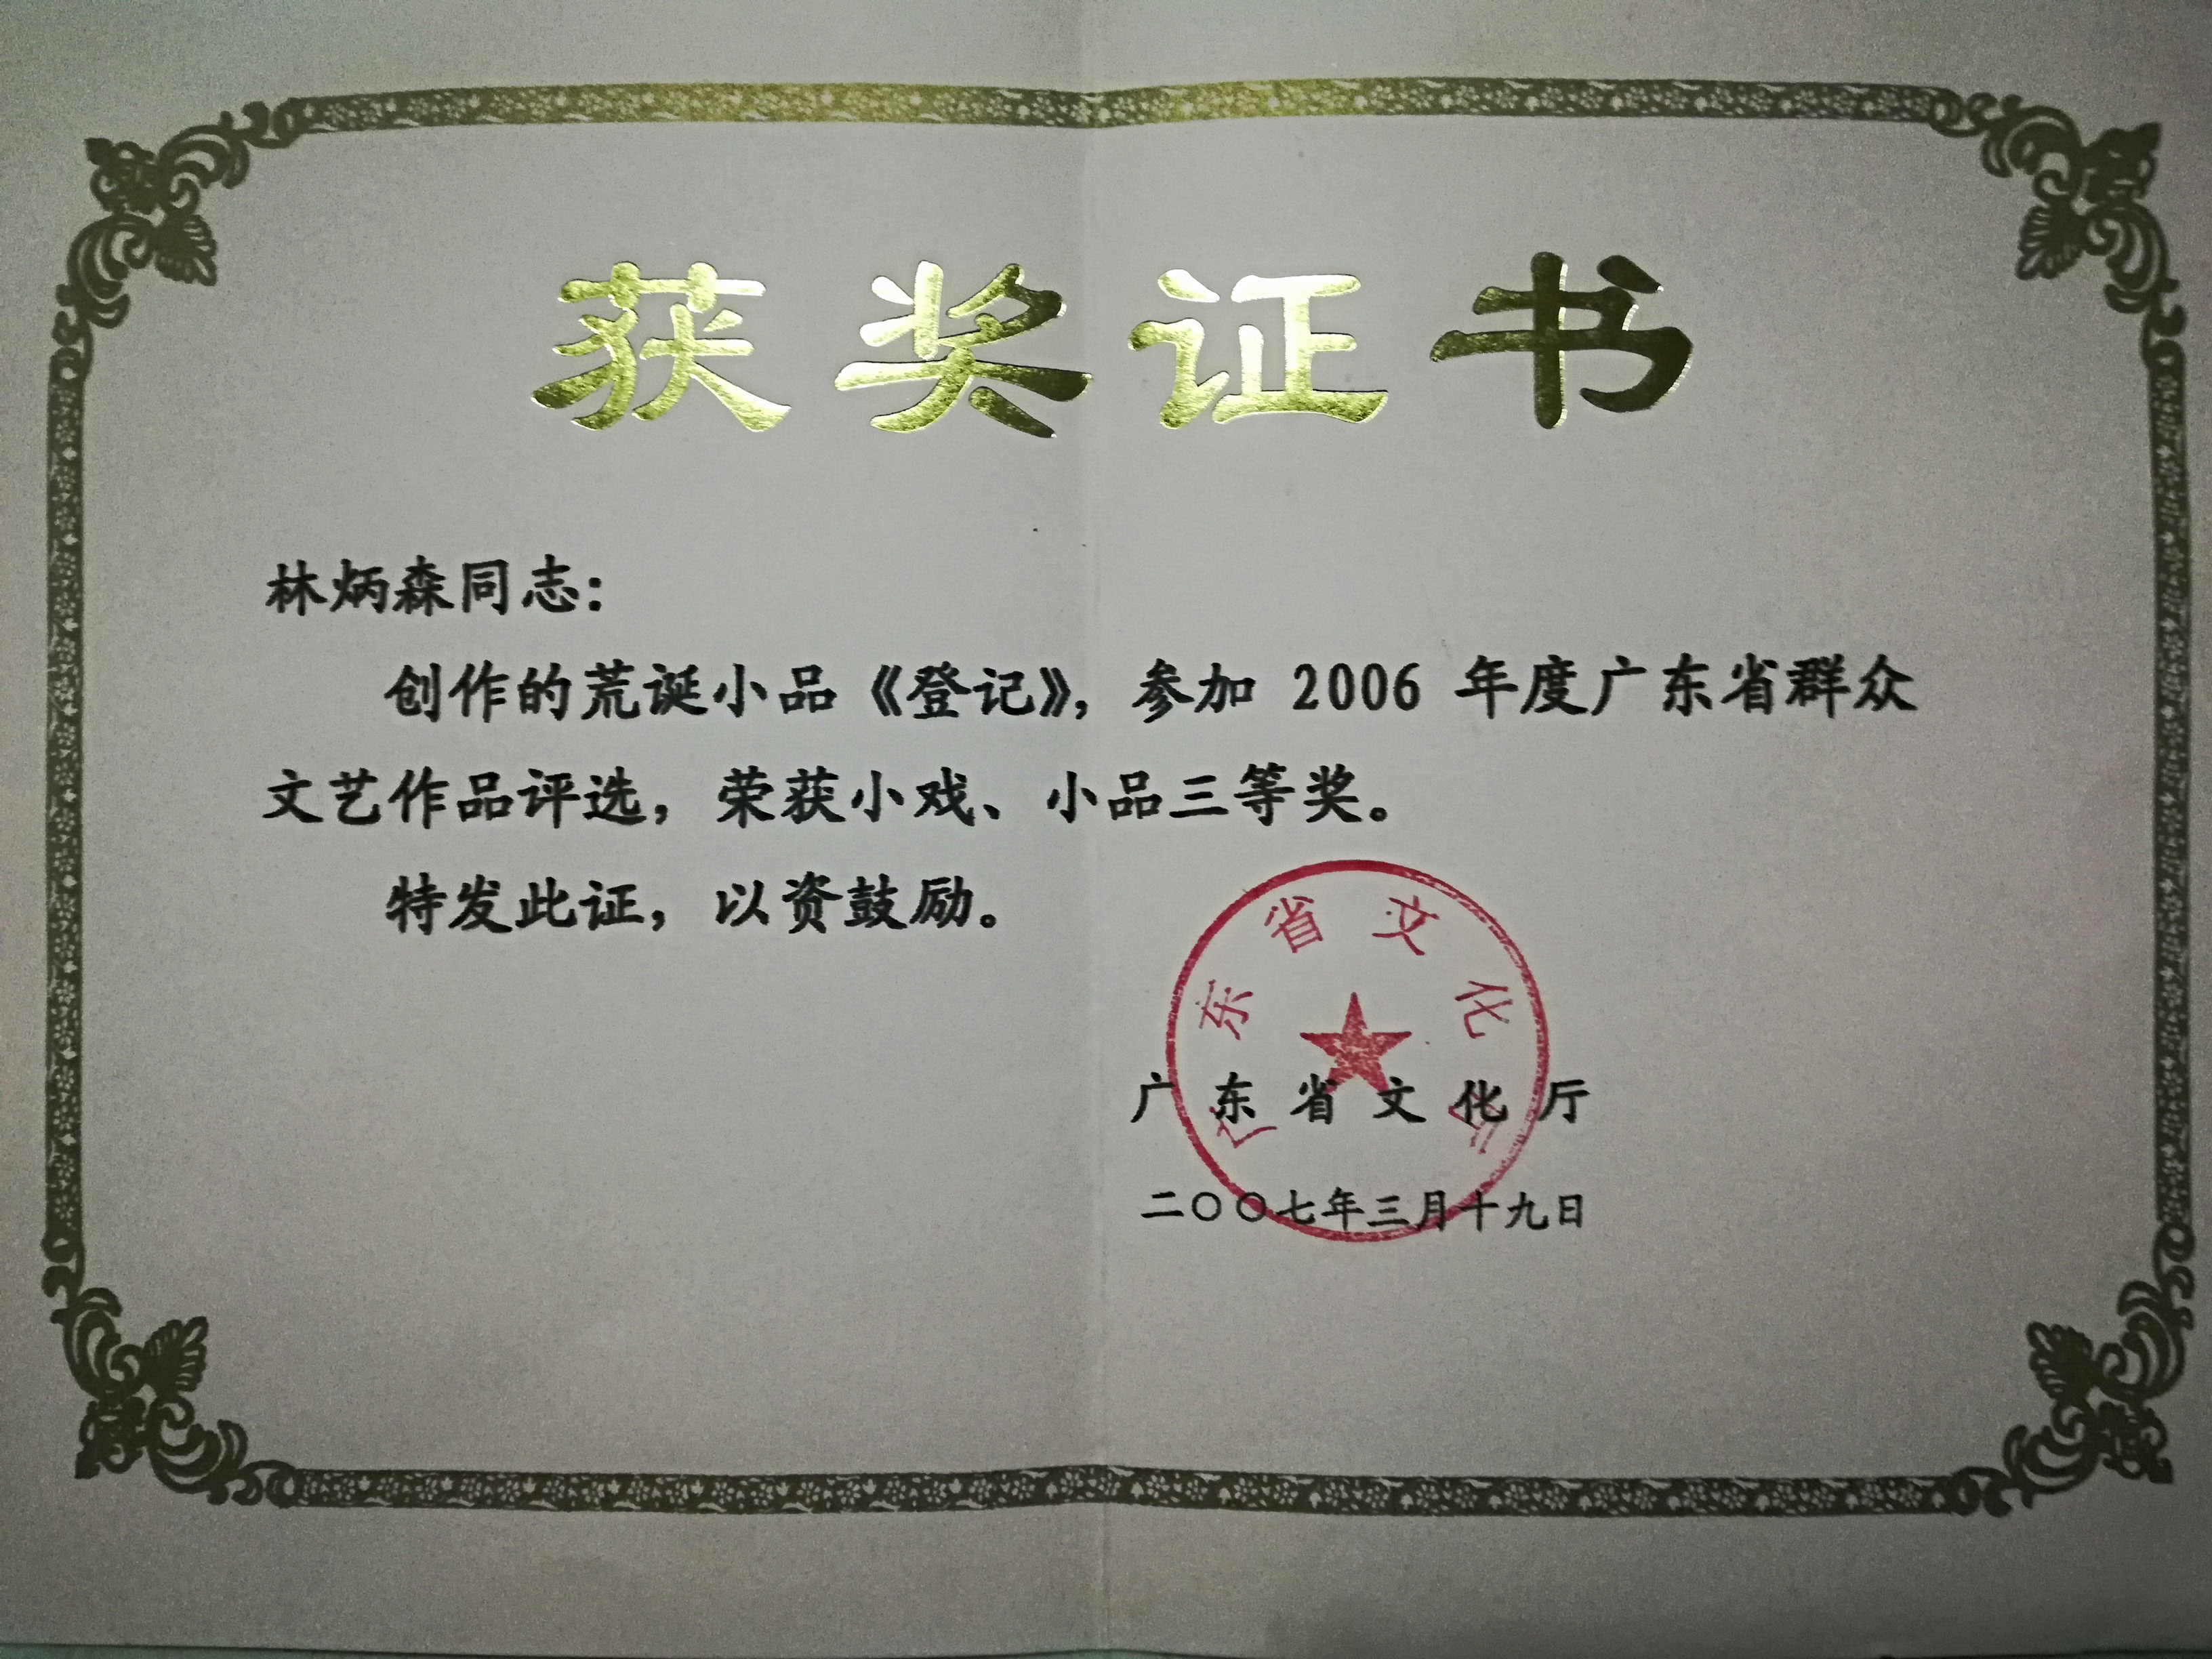 获奖证书
林炳森同志：
创作的荒诞小品《登记》，参加 2006 年度广东省群众
文艺作品评选，荣获小戏、小品三等奖。
特发此证，以资鼓励。
广东省文化厅
广东省文化厅
二〇〇七年三月十九日